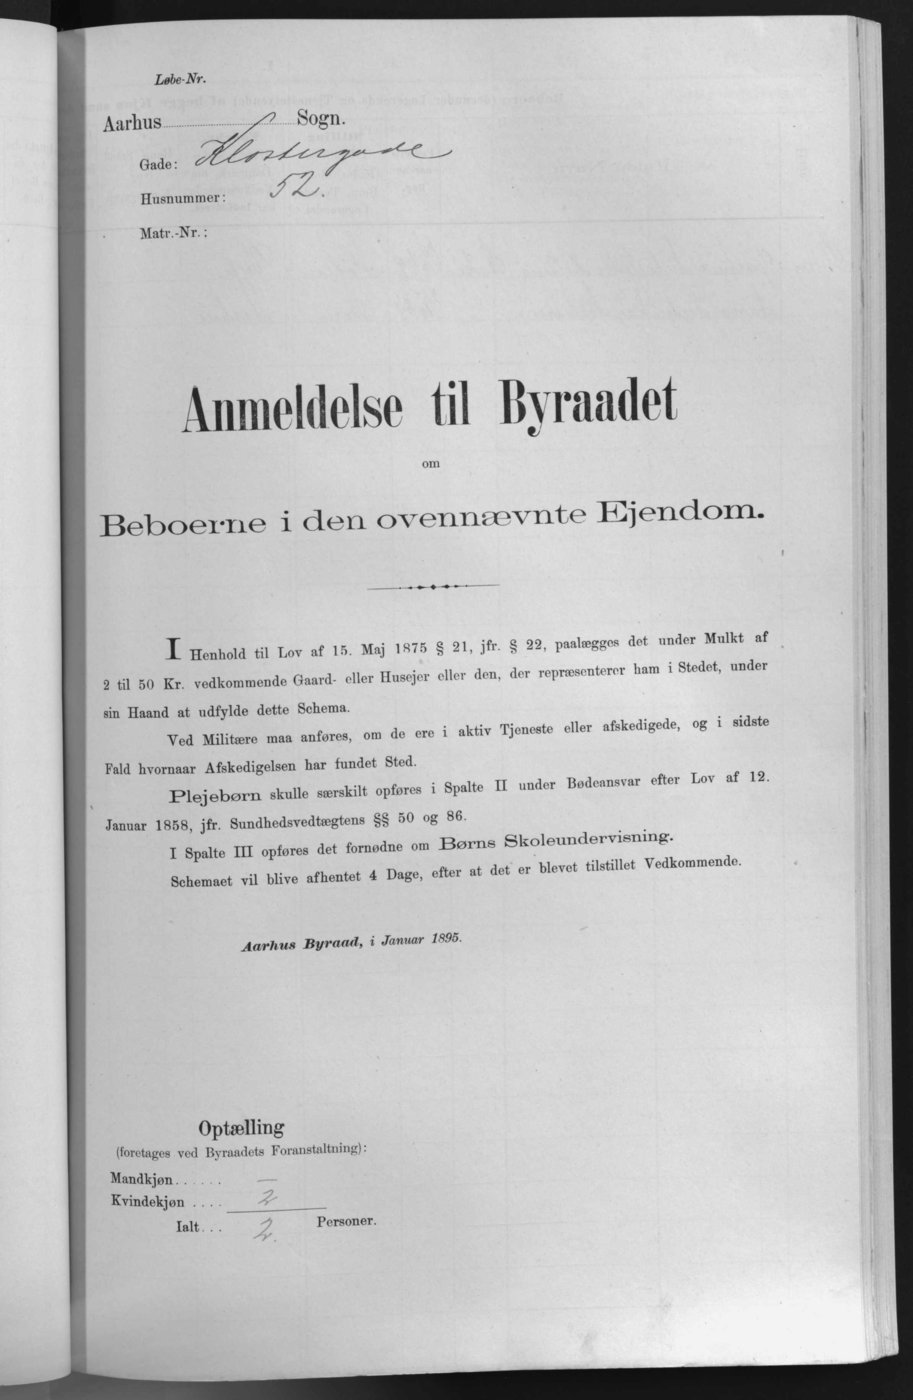 Løbe-Nr.
Aarhus Sogn.
Gade: Klostergade
Husnummer: 52.
Matr.-Nr.:
Anmeldelse til Byraadet
om
Beboerne i den ovennævnte Ejendom.
I Henhold til Lov af 15. Maj 1875 § 21, jfr. § 22, paalægges det under Mulkt af
2 til 50 Kr. vedkommende Gaard- eller Husejer eller den, der repræsenterer ham i Stedet, under
sin Haand at udfylde dette Schema.
Ved Militære maa anføres, om de ere i aktiv Tjeneste eller afskedigede, og i sidste
Fald hvornaar Afskedigelsen har fundet Sted.
Plejebørn skulle særskilt opføres i Spalte II under Bødeansvar efter Lov af 12.
Januar 1858, jfr. Sundhedsvedtægtens §§ 50 og 86.
I Spalte III opføres det fornødne om Børns Skoleundervisning.
Schemaet vil blive afhentet 4 Dage, efter at det er blevet tilstillet Vedkommende.
Aarhus Byraad, i Januar 1895.
Optælling
(foretages ved Byraadets Foranstaltning):
Mandkjøn...... —
Kvindekjøn .... 2
Ialt... 2. Personer.